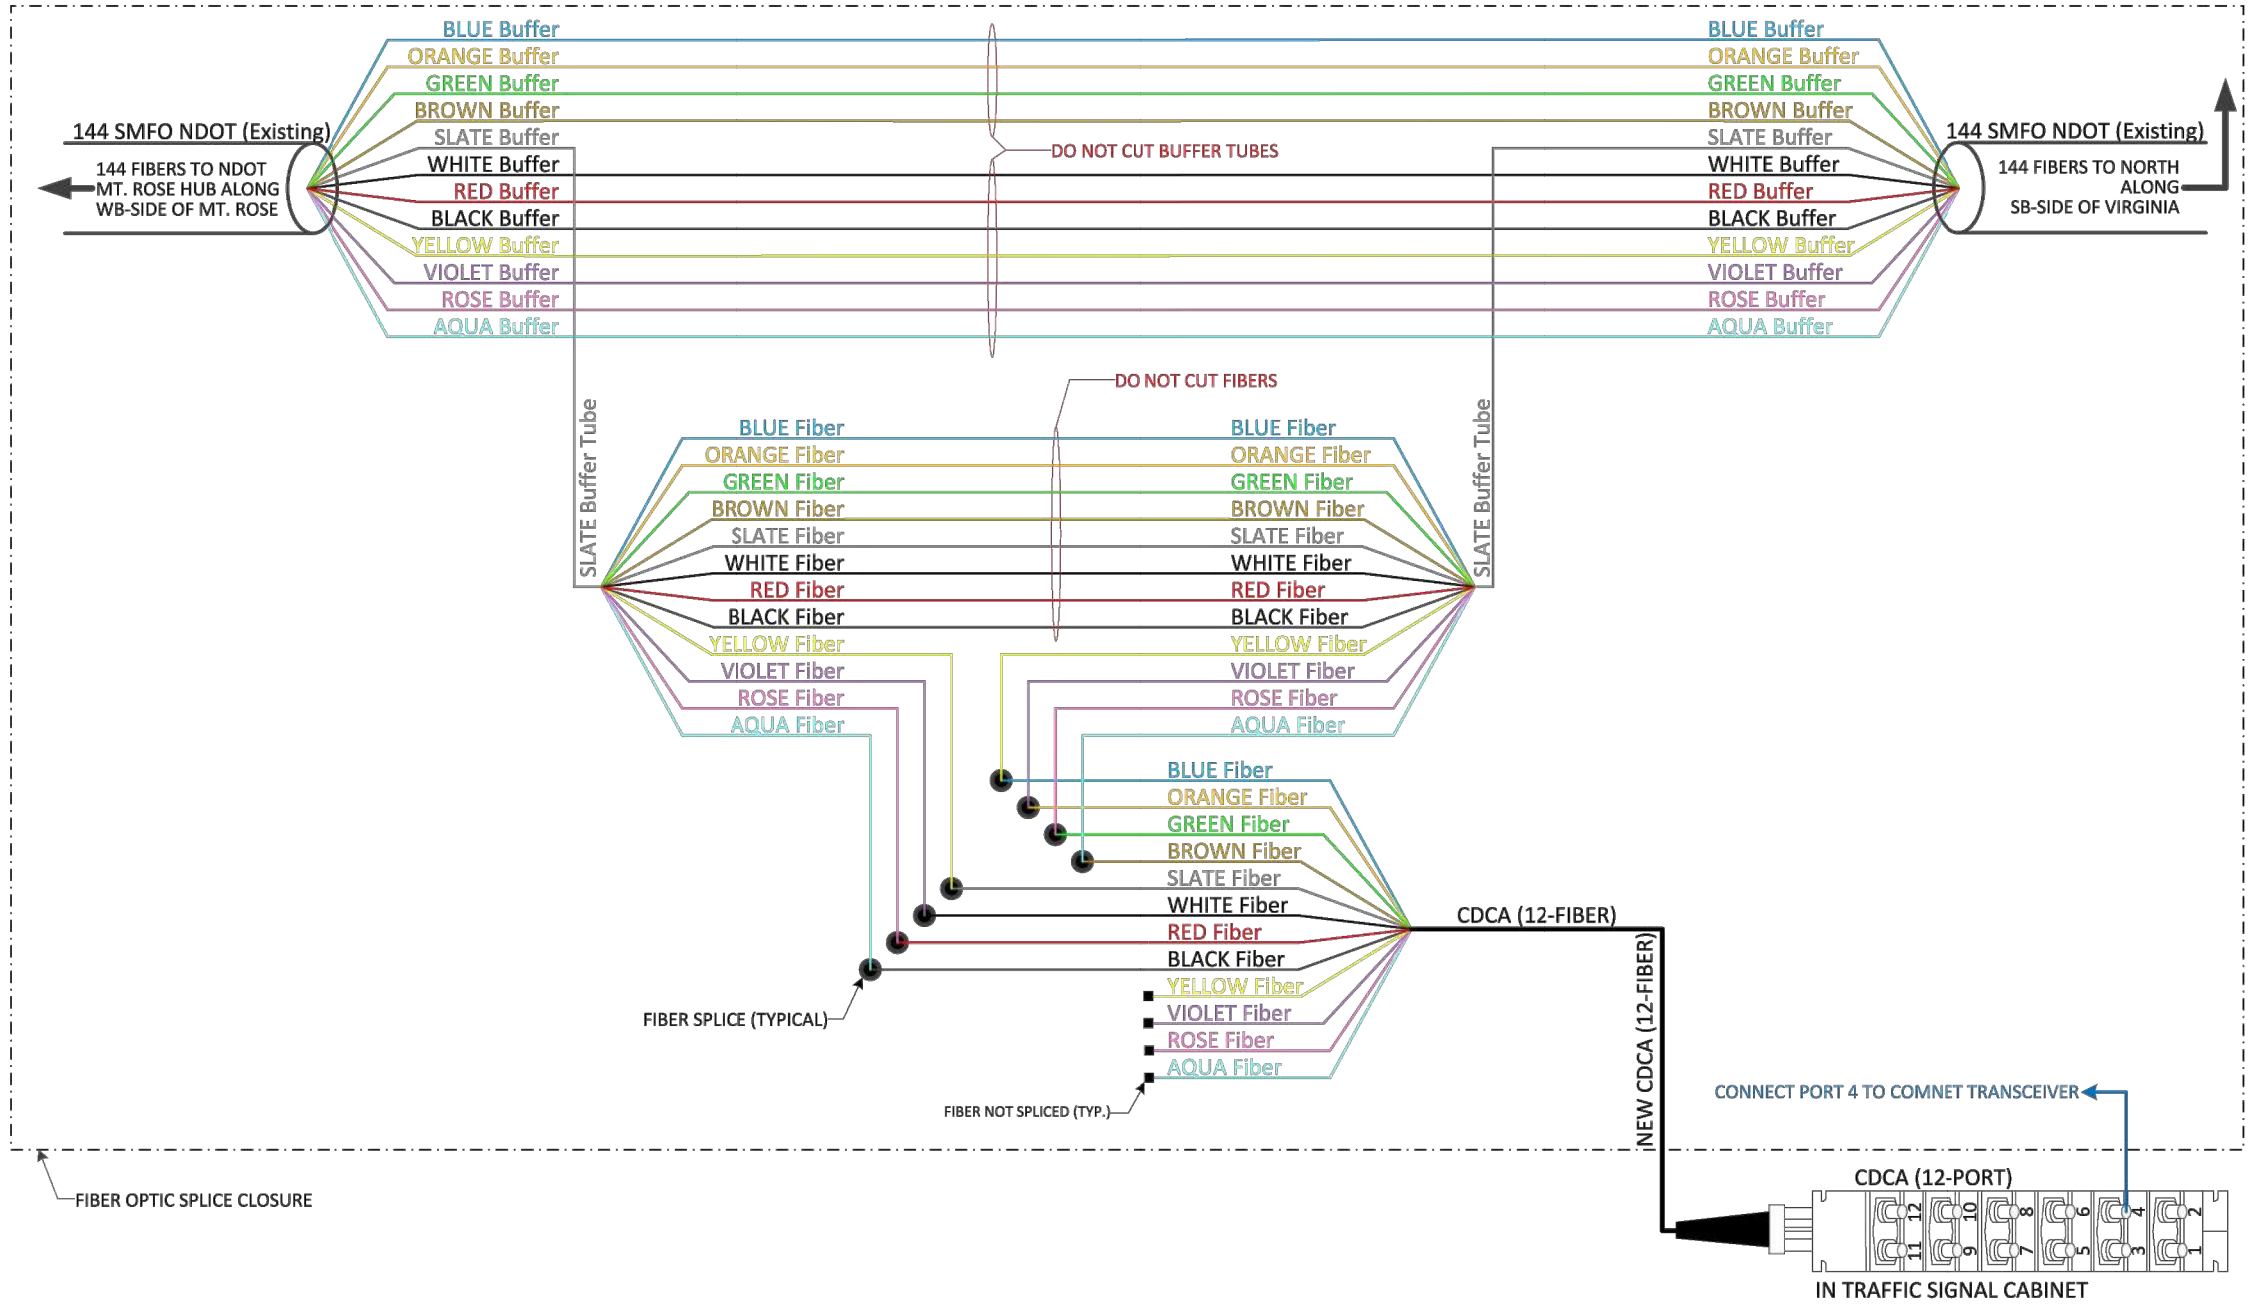 BLUE Buffer
ORANGE Buffer
GREEN Buffer
BROWN Buffer
SLATE Buffer
WHITE Buffer
RED Buffer
BLACK Buffer
YELLOW Buffer
VIOLET Buffer
ROSE Buffer
AQUA Buffer
144 SMFO NDOT (Existing)
144 FIBERS TO NDOT
MT. ROSE HUB ALONG
WB-SIDE OF MT. ROSE
DO NOT CUT BUFFER TUBES
BLUE Buffer
ORANGE Buffer
GREEN Buffer
BROWN Buffer
SLATE Buffer
WHITE Buffer
RED Buffer
BLACK Buffer
YELLOW Buffer
VIOLET Buffer
ROSE Buffer
AQUA Buffer
144 SMFO NDOT (Existing)
144 FIBERS TO NORTH
ALONG
SB-SIDE OF VIRGINIA
DO NOT CUT FIBERS
SLATE Buffer Tube
BLUE Fiber
ORANGE Fiber
GREEN Fiber
BROWN Fiber
SLATE Fiber
WHITE Fiber
RED Fiber
BLACK Fiber
YELLOW Fiber
VIOLET Fiber
ROSE Fiber
AQUA Fiber
BLUE Fiber
ORANGE Fiber
GREEN Fiber
BROWN Fiber
SLATE Fiber
WHITE Fiber
RED Fiber
BLACK Fiber
YELLOW Fiber
VIOLET Fiber
ROSE Fiber
AQUA Fiber
SLATE Buffer Tube
BLUE Fiber
ORANGE Fiber
GREEN Fiber
BROWN Fiber
SLATE Fiber
WHITE Fiber
RED Fiber
BLACK Fiber
YELLOW Fiber
VIOLET Fiber
ROSE Fiber
AQUA Fiber
FIBER SPLICE (TYPICAL)
FIBER NOT SPLICED (TYP.)
CDCA (12-FIBER)
NEW CDCA (12-FIBER)
CONNECT PORT 4 TO COMNET TRANSCEIVER
FIBER OPTIC SPLICE CLOSURE
CDCA (12-PORT)
12 10 8 6 4 2
11 9 7 5 3 1
IN TRAFFIC SIGNAL CABINET